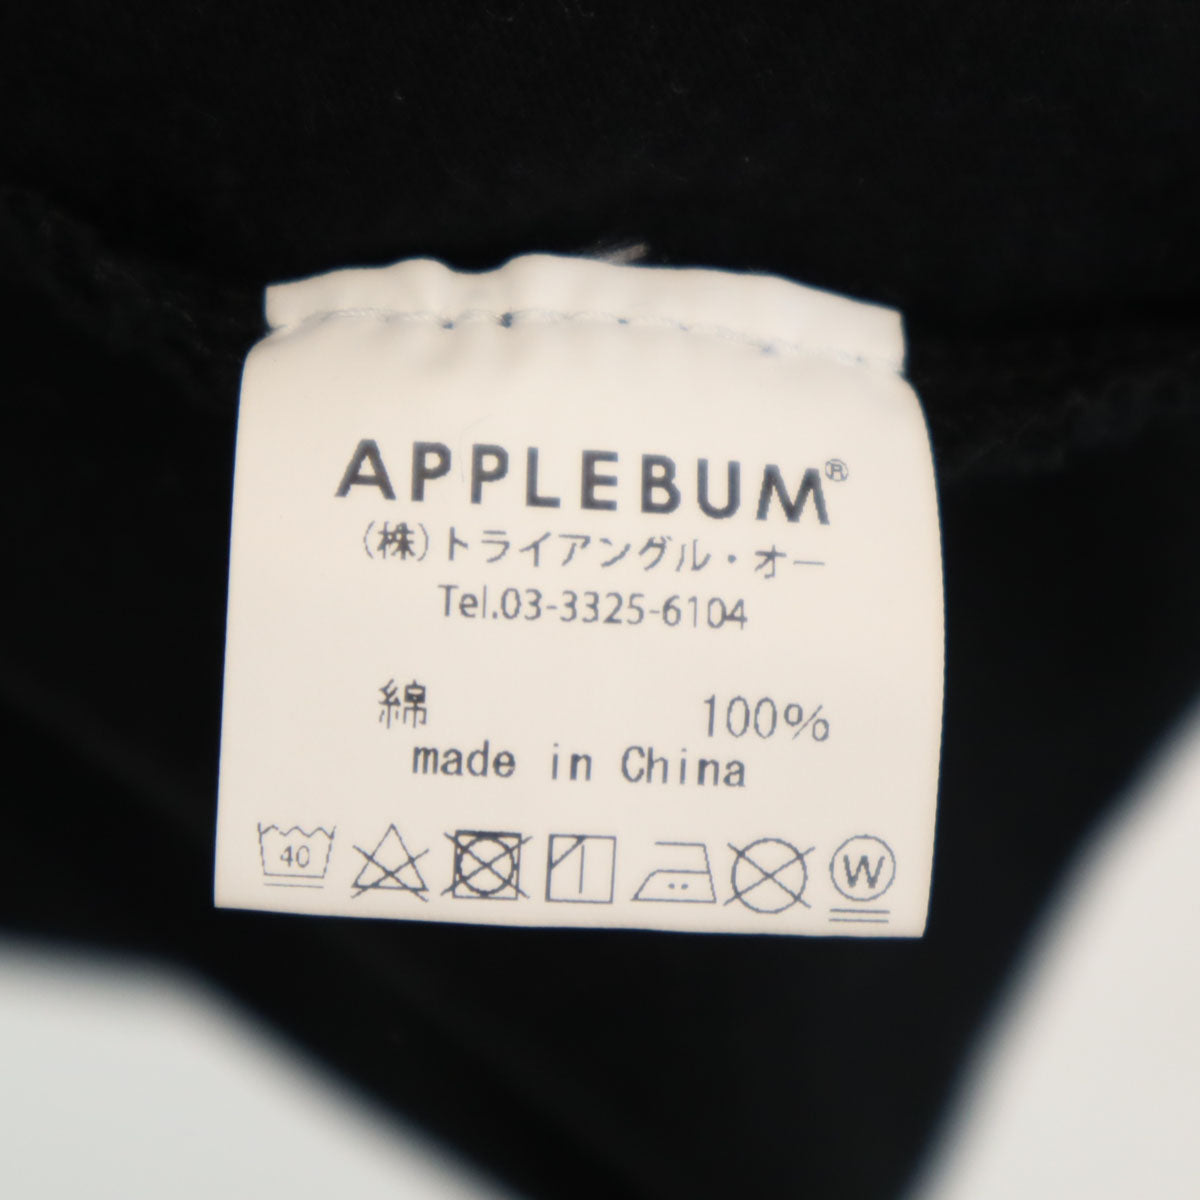 APPLEBUM®
(株)トライアングル・オー
Tel.03-3325-6104
綿 100%
made in China
40 W